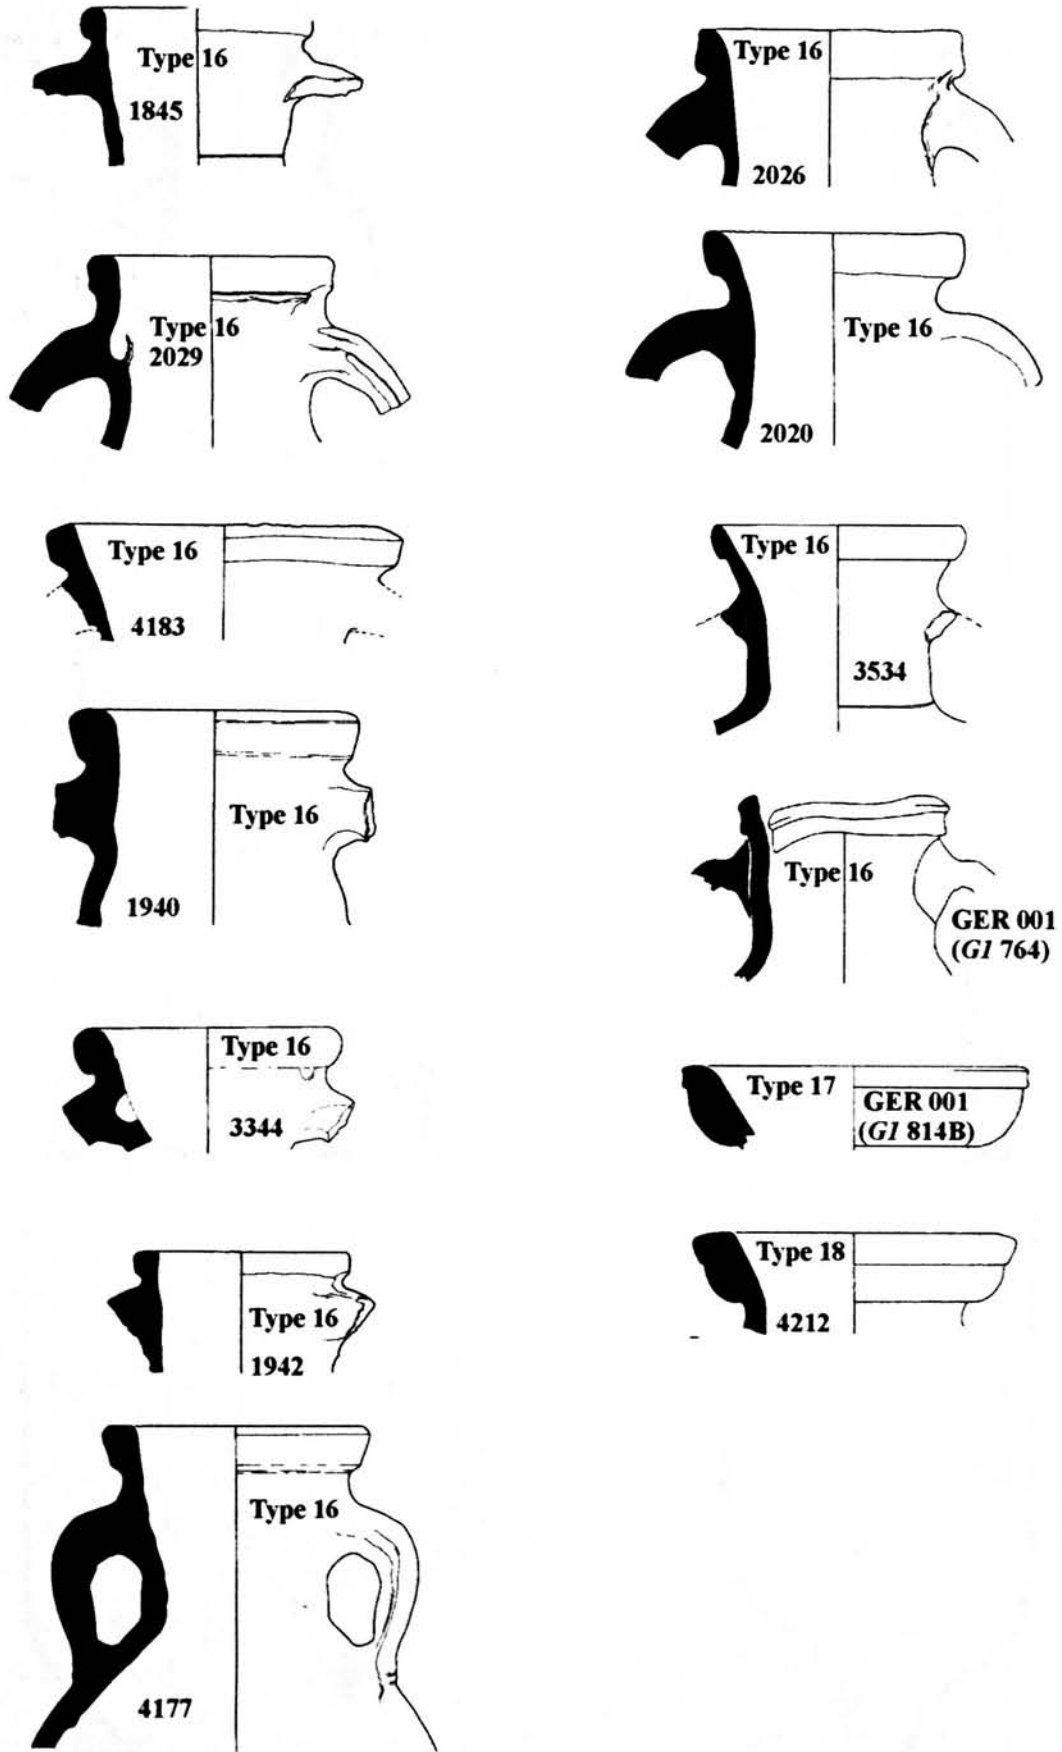 Type 16
1845
Type 16
2029
Type 16
4183
Type 16
1940
Type 16
3344
Type 16
1942
Type 16
4177
Type 16
2026
Type 16
2020
Type 16
3534
Type 16
GER 001
(G1 764)
Type 17
GER 001
(G1 814B)
Type 18
4212